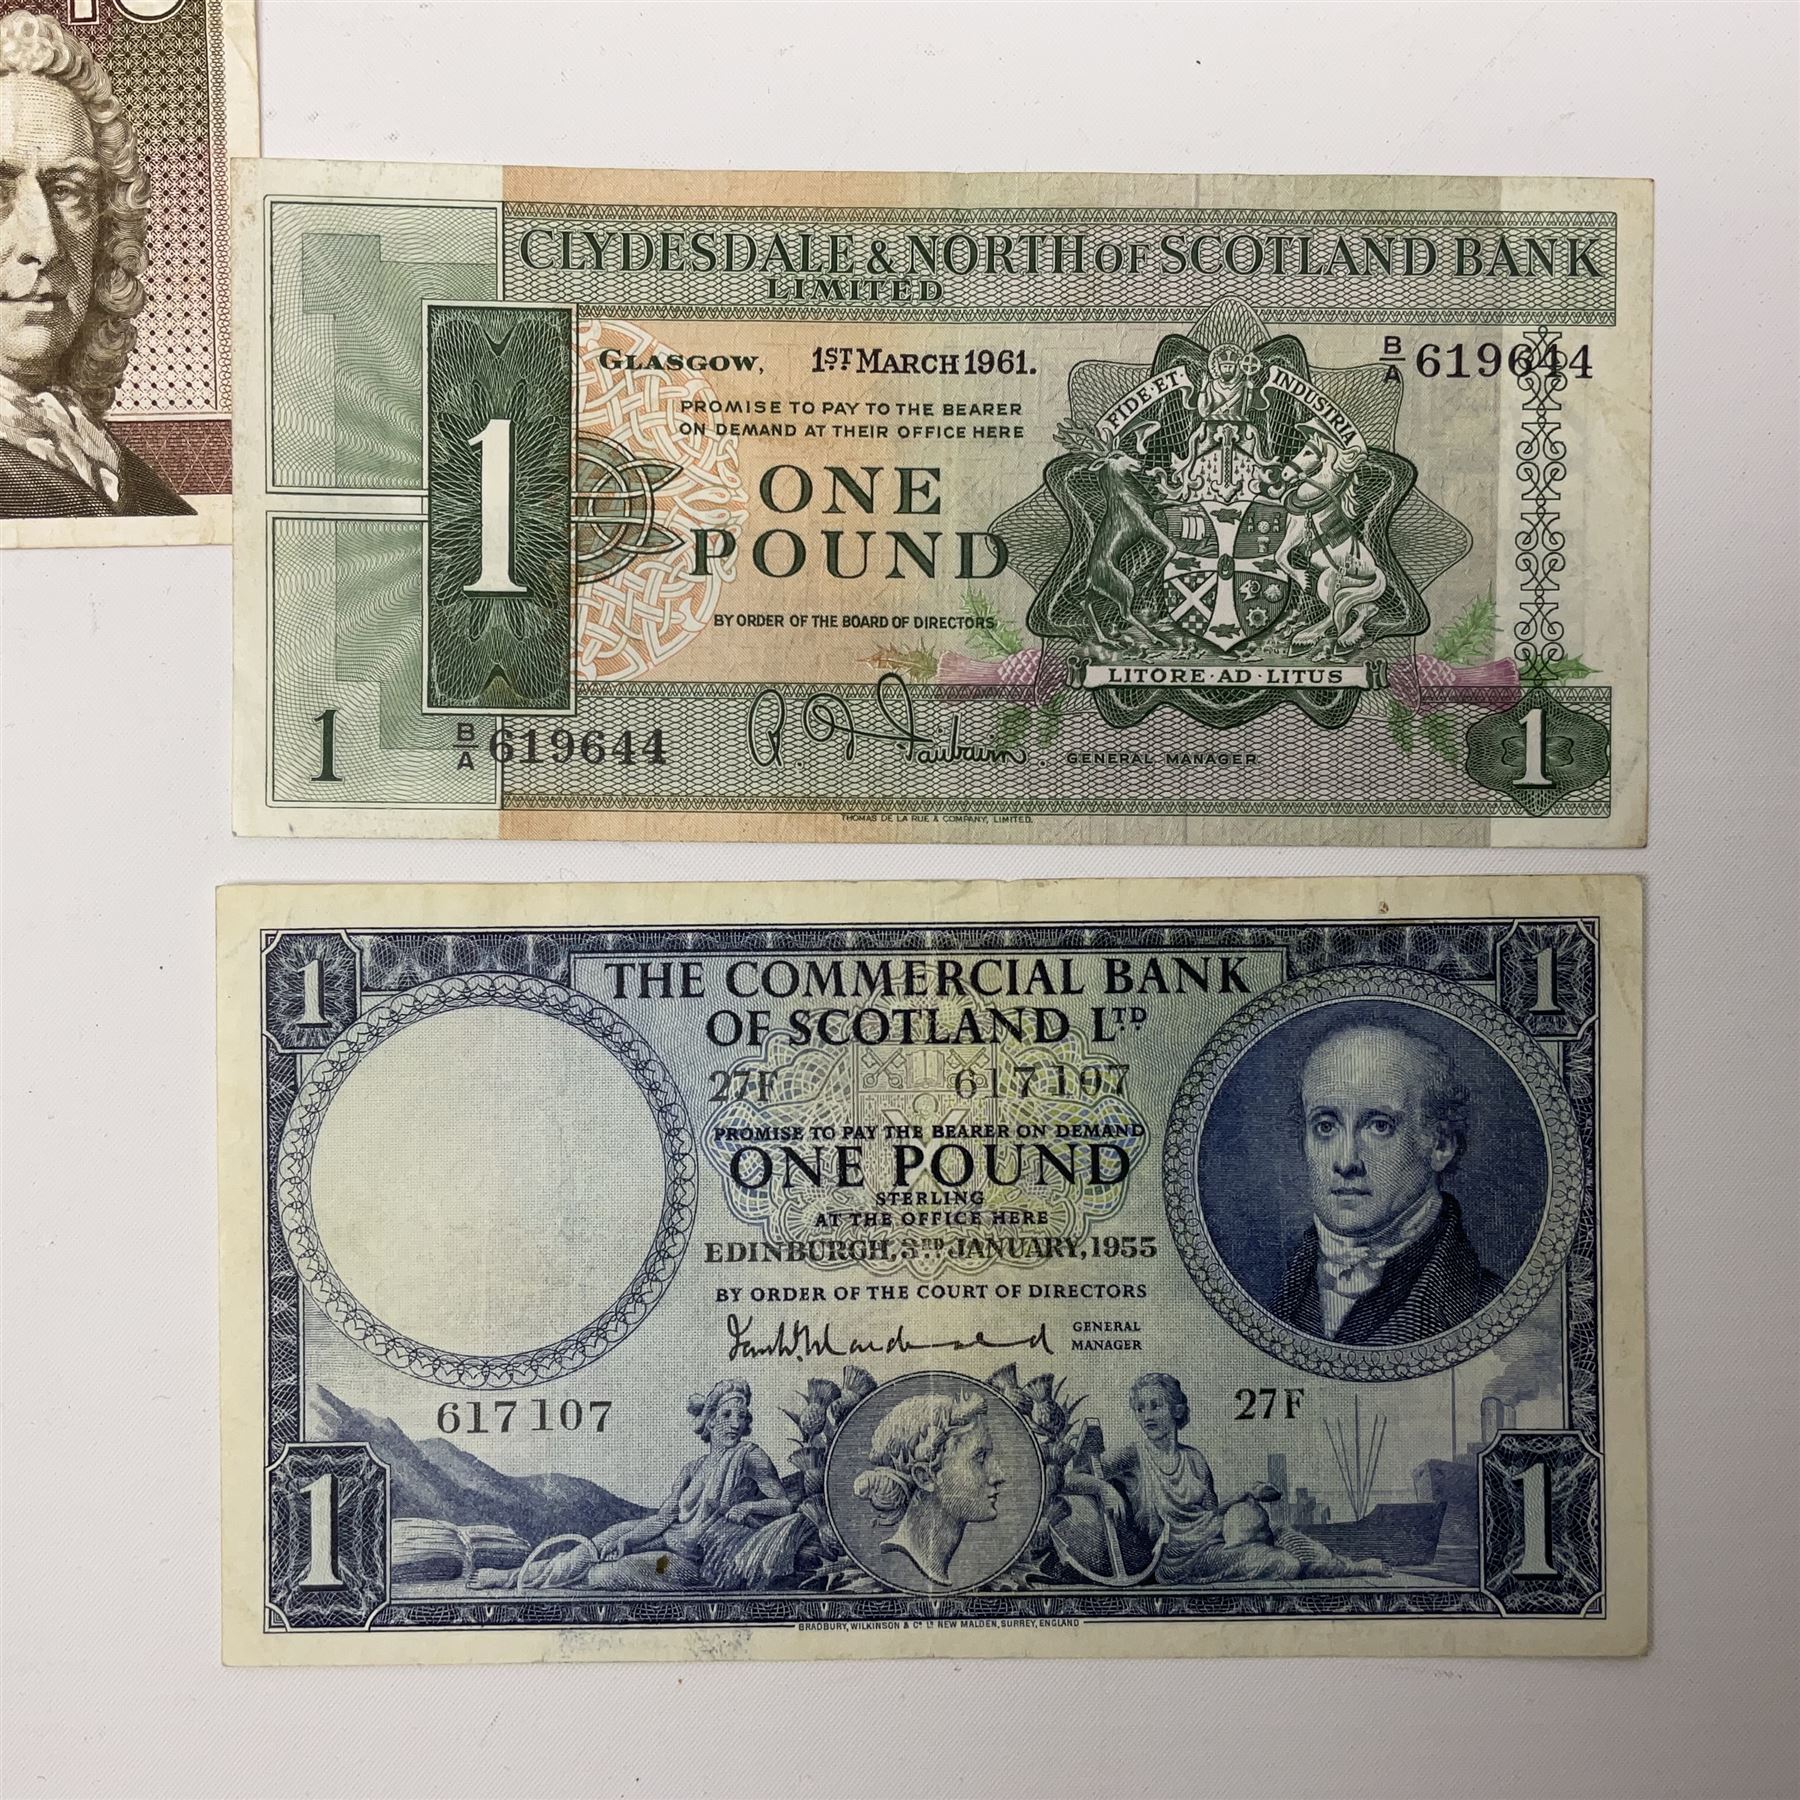 10
CLYDESDALE & NORTH OF SCOTLAND BANK
LIMITED
GLASGOW, 1ST MARCH 1961.
B/A 619644
PROMISE TO PAY TO THE BEARER
ON DEMAND AT THEIR OFFICE HERE
FIDE ET INDUSTRIA
1
ONE
POUND
BY ORDER OF THE BOARD OF DIRECTORS
LITORE · AD · LITUS
1
B/A 619644
R. D. Fairbairn. GENERAL MANAGER
1
THOMAS DE LA RUE & COMPANY, LIMITED.
1
1
THE COMMERCIAL BANK
OF SCOTLAND LTD
27F 617107
PROMISE TO PAY THE BEARER ON DEMAND
ONE POUND
STERLING
AT THE OFFICE HERE
EDINBURGH, 3RD JANUARY, 1955
BY ORDER OF THE COURT OF DIRECTORS
GENERAL
MANAGER
617107
27F
1
1
BRADBURY, WILKINSON & Co LD NEW MALDEN, SURREY, ENGLAND